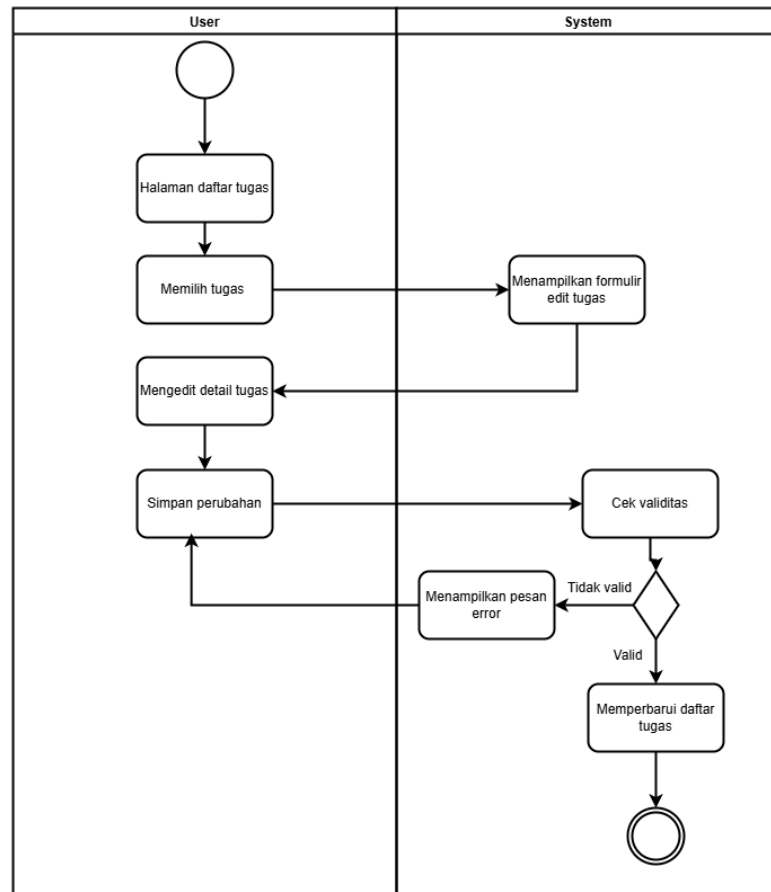 User
System
Halaman daftar tugas
Memilih tugas
Menampilkan formulir
edit tugas
Mengedit detail tugas
Simpan perubahan
Cek validitas
Tidak valid
Menampilkan pesan
error
Valid
Memperbarui daftar
tugas